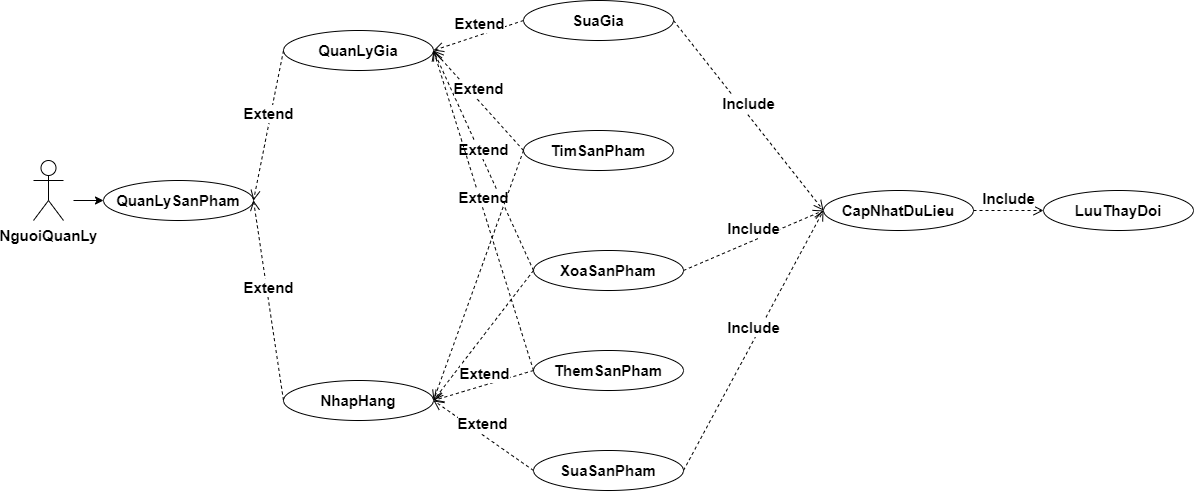 SuaGia
Extend
QuanLyGia
Extend
Include
Extend
Extend
TimSanPham
Extend
QuanLySanPham
CapNhatDuLieu
Include
LuuThayDoi
NguoiQuanLy
Include
XoaSanPham
Extend
Include
Extend
ThemSanPham
NhapHang
Extend
SuaSanPham